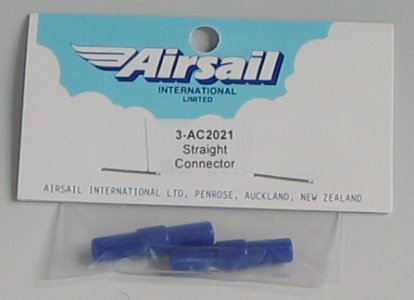 Airsail
INTERNATIONAL
LIMITED
3-AC2021
Straight
Connector
AIRSAIL INTERNATIONAL LTD, PENROSE, AUCKLAND, NEW ZEALAND